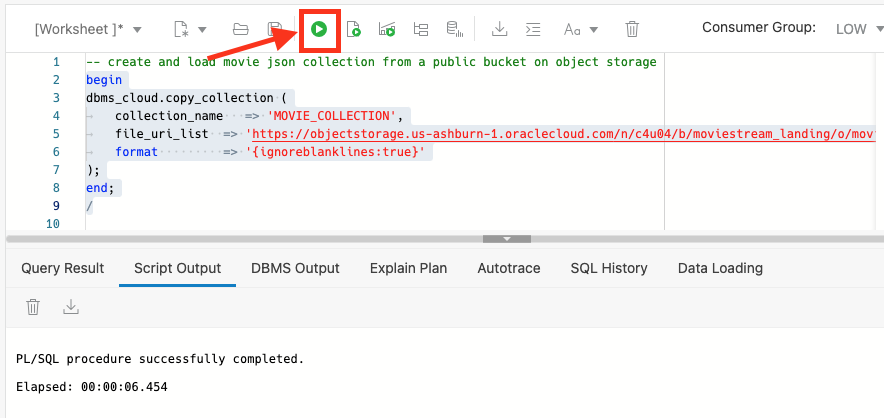 [Worksheet ]* Aa Consumer Group: LOW
1 -- create and load movie json collection from a public bucket on object storage
2 begin
3 dbms_cloud.copy_collection (
4 collection_name => 'MOVIE_COLLECTION',
5 file_uri_list => 'https://objectstorage.us-ashburn-1.oraclecloud.com/n/c4u04/b/moviestream_landing/o/mov
6 format => '{ignoreblanklines:true}'
7 );
8 end;
9 /
10
Query Result Script Output DBMS Output Explain Plan Autotrace SQL History Data Loading
PL/SQL procedure successfully completed.
Elapsed: 00:00:06.454